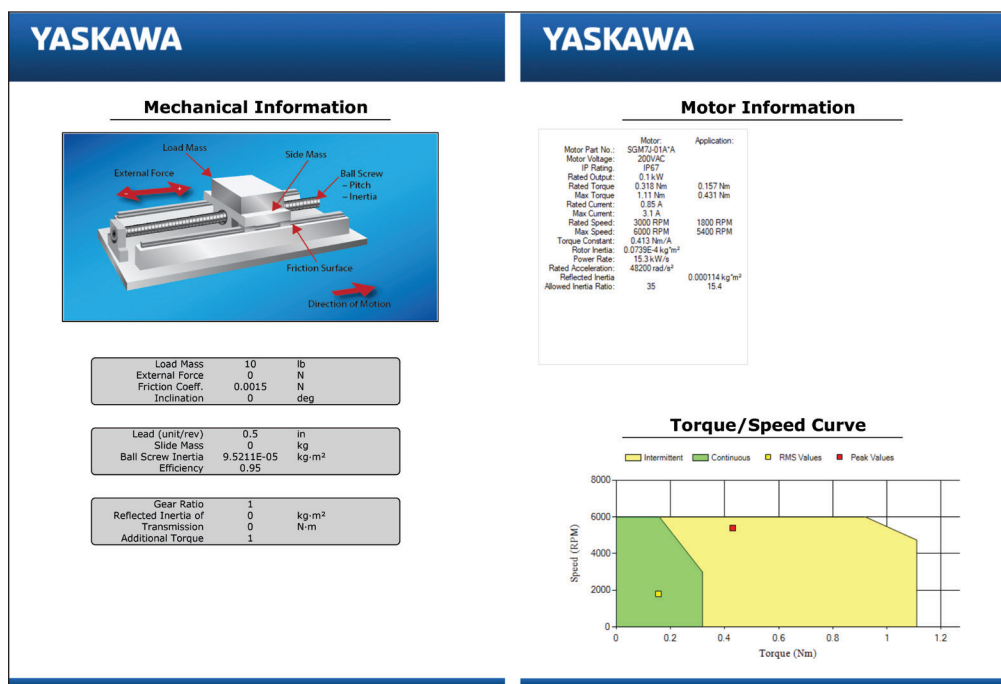 YASKAWA
Mechanical Information
Load Mass
Side Mass
External Force
Ball Screw
– Pitch
– Inertia
Friction Surface
Direction of Motion
Load Mass 10 lb
External Force 0 N
Friction Coeff. 0.0015 N
Inclination 0 deg
Lead (unit/rev) 0.5 in
Slide Mass 0 kg
Ball Screw Inertia 9.5211E-05 kg·m²
Efficiency 0.95
Gear Ratio 1
Reflected Inertia of 0 kg·m²
Transmission 0 N·m
Additional Torque 1
YASKAWA
Motor Information
Motor: Application:
Motor Part No.: SGM7J-01A*A
Motor Voltage: 200VAC
IP Rating: IP67
Rated Output: 0.1 kW
Rated Torque 0.318 Nm 0.157 Nm
Max Torque 1.11 Nm 0.431 Nm
Rated Current: 0.85 A
Max Current: 3.1 A
Rated Speed: 3000 RPM 1800 RPM
Max Speed: 6000 RPM 5400 RPM
Torque Constant: 0.413 Nm/A
Rotor Inertia: 0.0739E-4 kg*m²
Power Rate: 15.3 kW/s
Rated Acceleration: 48200 rad/s²
Reflected Inertia 0.000114 kg*m²
Allowed Inertia Ratio: 35 15.4
Torque/Speed Curve
Intermittent Continuous RMS Values Peak Values
8000
6000
4000
2000
0
Speed (RPM)
0 0.2 0.4 0.6 0.8 1 1.2
Torque (Nm)